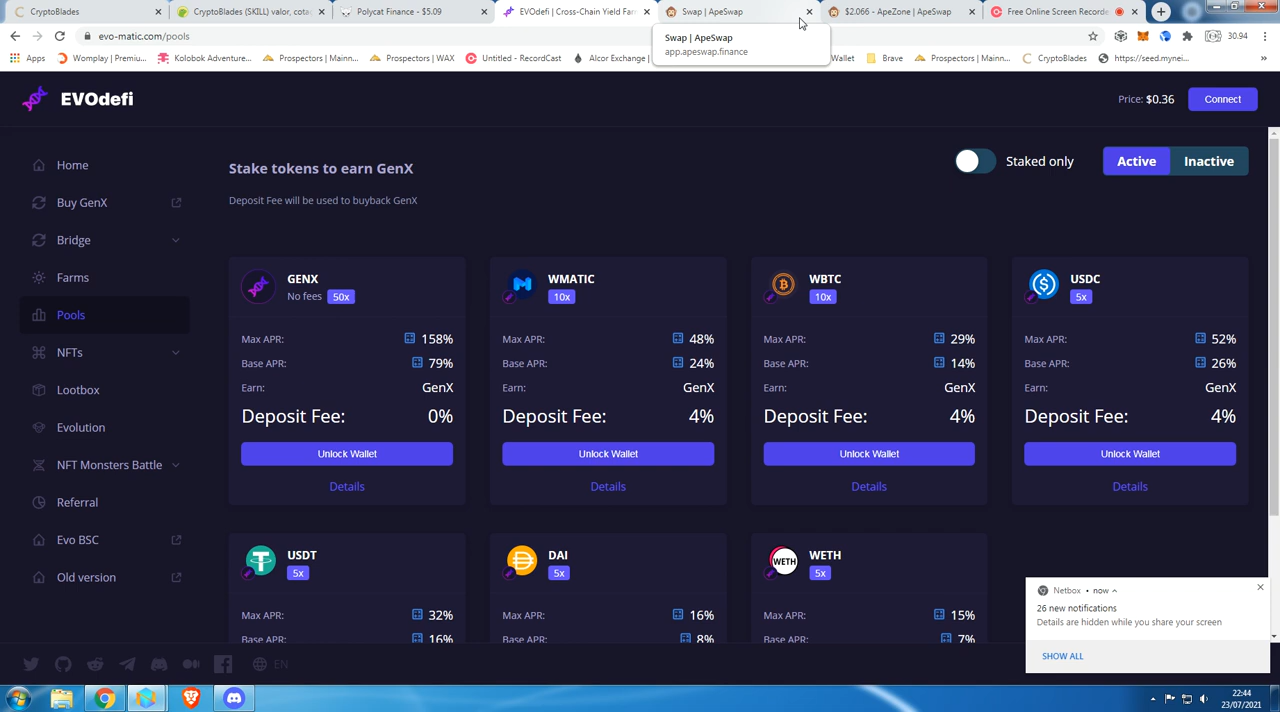 CryptoBlades
CryptoBlades (SKILL) valor, cotac
Polycat Finance - $5.09
EVOdefi | Cross-Chain Yield Farm
Swap | ApeSwap
$2.066 - ApeZone | ApeSwap
Free Online Screen Recorde
evo-matic.com/pools
30.94
Swap | ApeSwap
app.apeswap.finance
Apps
Womplay | Premiu...
Kolobok Adventure...
Prospectors | Mainn...
Prospectors | WAX
Untitled - RecordCast
Alcor Exchange |
Wallet
Brave
Prospectors | Mainn...
CryptoBlades
https://seed.mynei...
EVOdefi
Price: $0.36
Connect
Home
Buy GenX
Bridge
Farms
Pools
NFTs
Lootbox
Evolution
NFT Monsters Battle
Referral
Evo BSC
Old version
EN
Stake tokens to earn GenX
Deposit Fee will be used to buyback GenX
Staked only
Active
Inactive
GENX
No fees 50x
Max APR: 158%
Base APR: 79%
Earn: GenX
Deposit Fee: 0%
Unlock Wallet
Details
WMATIC
10x
Max APR: 48%
Base APR: 24%
Earn: GenX
Deposit Fee: 4%
Unlock Wallet
Details
WBTC
10x
Max APR: 29%
Base APR: 14%
Earn: GenX
Deposit Fee: 4%
Unlock Wallet
Details
USDC
5x
Max APR: 52%
Base APR: 26%
Earn: GenX
Deposit Fee: 4%
Unlock Wallet
Details
USDT
5x
Max APR: 32%
Base APR: 16%
DAI
5x
Max APR: 16%
Base APR: 8%
WETH
WETH
5x
Max APR: 15%
Base APR: 7%
Netbox • now
26 new notifications
Details are hidden while you share your screen
SHOW ALL
22:44
23/07/2021